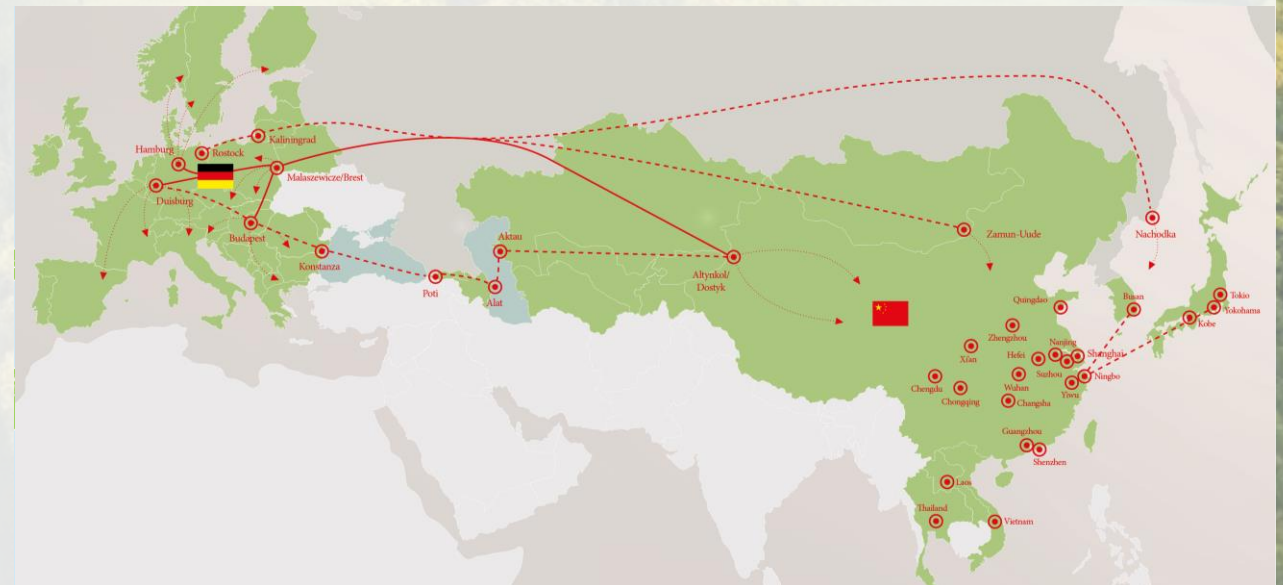 Hamburg
Rostock
Kaliningrad
Malaszewicze/Brest
Duisburg
Budapest
Konstanza
Poti
Alat
Aktau
Altynkol/
Dostyk
Zamun-Uude
Nachodka
Quingdao
Busan
Tokio
Yokohama
Kobe
Zhengzhou
Xi'an
Nanjing
Hefei
Shanghai
Suzhou
Ningbo
Chengdu
Wuhan
Yiwu
Chongqing
Changsha
Guangzhou
Shenzhen
Laos
Thailand
Vietnam